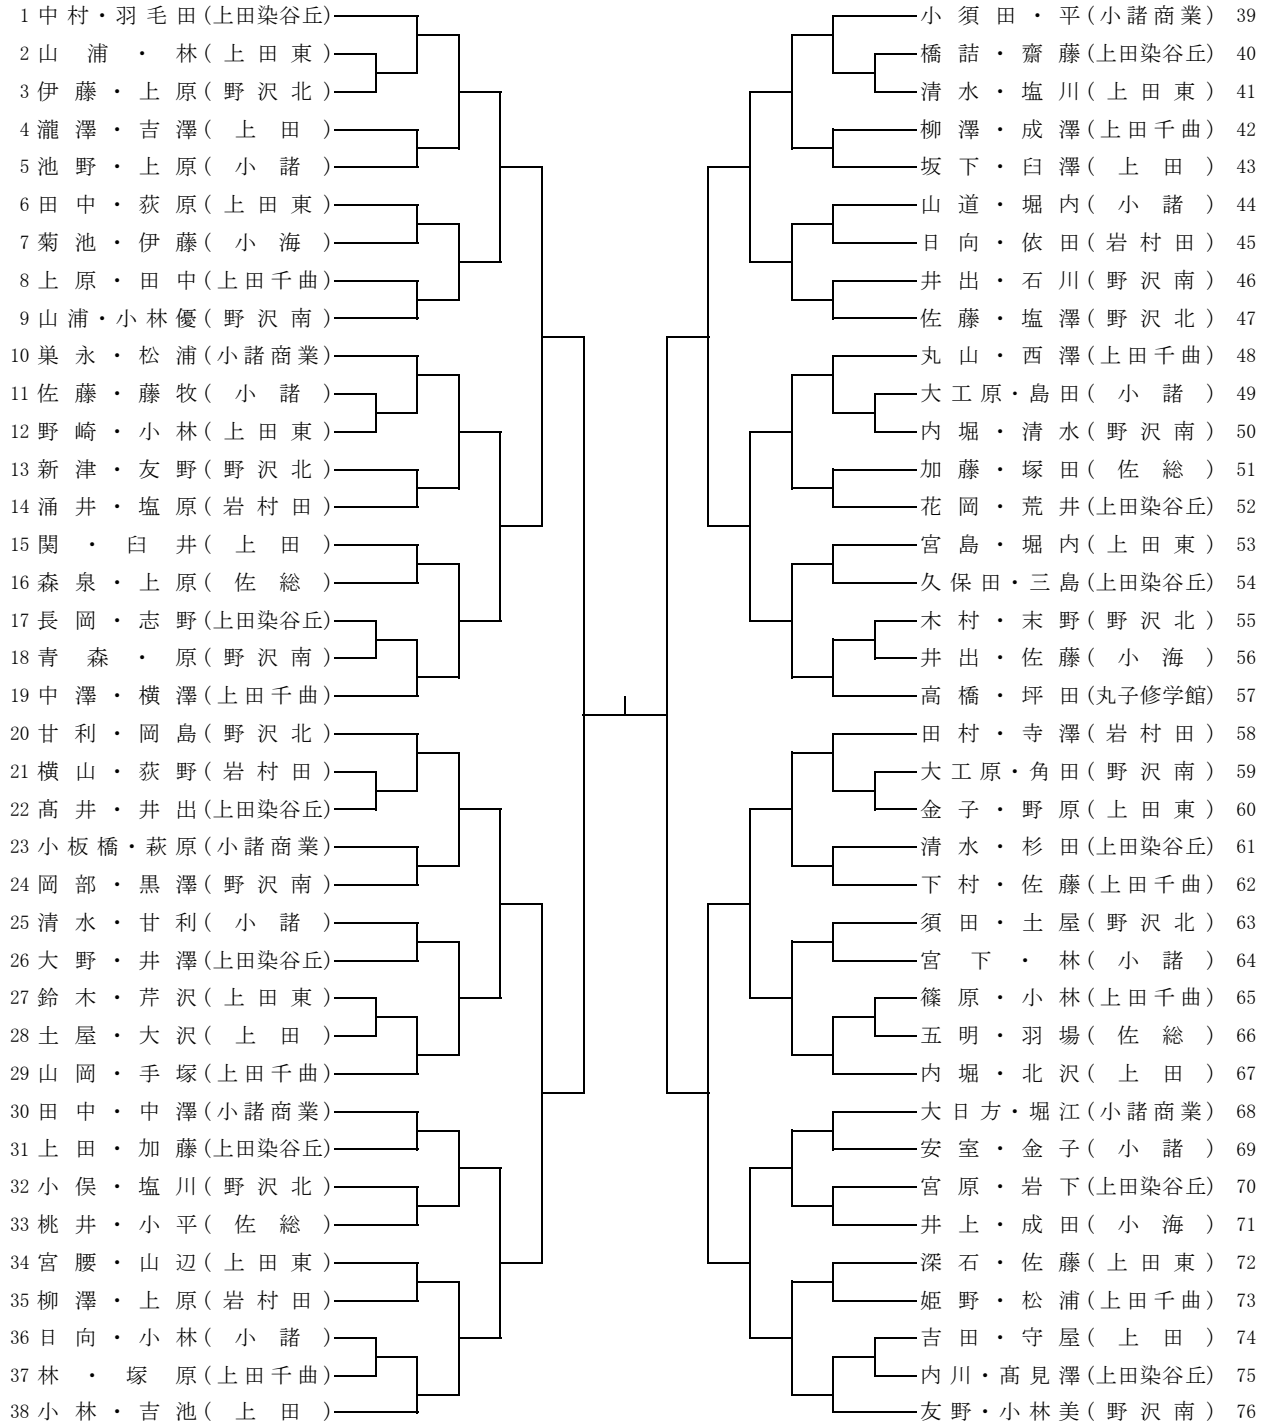 1 中村・羽毛田(上田染谷丘)
2 山浦・林(上田東)
3 伊藤・上原(野沢北)
4 瀧澤・吉澤(上田)
5 池野・上原(小諸)
6 田中・荻原(上田東)
7 菊池・伊藤(小海)
8 上原・田中(上田千曲)
9 山浦・小林優(野沢南)
10 巣永・松浦(小諸商業)
11 佐藤・藤牧(小諸)
12 野崎・小林(上田東)
13 新津・友野(野沢北)
14 涌井・塩原(岩村田)
15 関・臼井(上田)
16 森泉・上原(佐総)
17 長岡・志野(上田染谷丘)
18 青森・原(野沢南)
19 中澤・横澤(上田千曲)
20 甘利・岡島(野沢北)
21 横山・荻野(岩村田)
22 髙井・井出(上田染谷丘)
23 小板橋・萩原(小諸商業)
24 岡部・黒澤(野沢南)
25 清水・甘利(小諸)
26 大野・井澤(上田染谷丘)
27 鈴木・芹沢(上田東)
28 土屋・大沢(上田)
29 山岡・手塚(上田千曲)
30 田中・中澤(小諸商業)
31 上田・加藤(上田染谷丘)
32 小俣・塩川(野沢北)
33 桃井・小平(佐総)
34 宮腰・山辺(上田東)
35 柳澤・上原(岩村田)
36 日向・小林(小諸)
37 林・塚原(上田千曲)
38 小林・吉池(上田)
小須田・平(小諸商業) 39
橋詰・齋藤(上田染谷丘) 40
清水・塩川(上田東) 41
柳澤・成澤(上田千曲) 42
坂下・臼澤(上田) 43
山道・堀内(小諸) 44
日向・依田(岩村田) 45
井出・石川(野沢南) 46
佐藤・塩澤(野沢北) 47
丸山・西澤(上田千曲) 48
大工原・島田(小諸) 49
内堀・清水(野沢南) 50
加藤・塚田(佐総) 51
花岡・荒井(上田染谷丘) 52
宮島・堀内(上田東) 53
久保田・三島(上田染谷丘) 54
木村・末野(野沢北) 55
井出・佐藤(小海) 56
高橋・坪田(丸子修学館) 57
田村・寺澤(岩村田) 58
大工原・角田(野沢南) 59
金子・野原(上田東) 60
清水・杉田(上田染谷丘) 61
下村・佐藤(上田千曲) 62
須田・土屋(野沢北) 63
宮下・林(小諸) 64
篠原・小林(上田千曲) 65
五明・羽場(佐総) 66
内堀・北沢(上田) 67
大日方・堀江(小諸商業) 68
安室・金子(小諸) 69
宮原・岩下(上田染谷丘) 70
井上・成田(小海) 71
深石・佐藤(上田東) 72
姫野・松浦(上田千曲) 73
吉田・守屋(上田) 74
内川・髙見澤(上田染谷丘) 75
友野・小林美(野沢南) 76